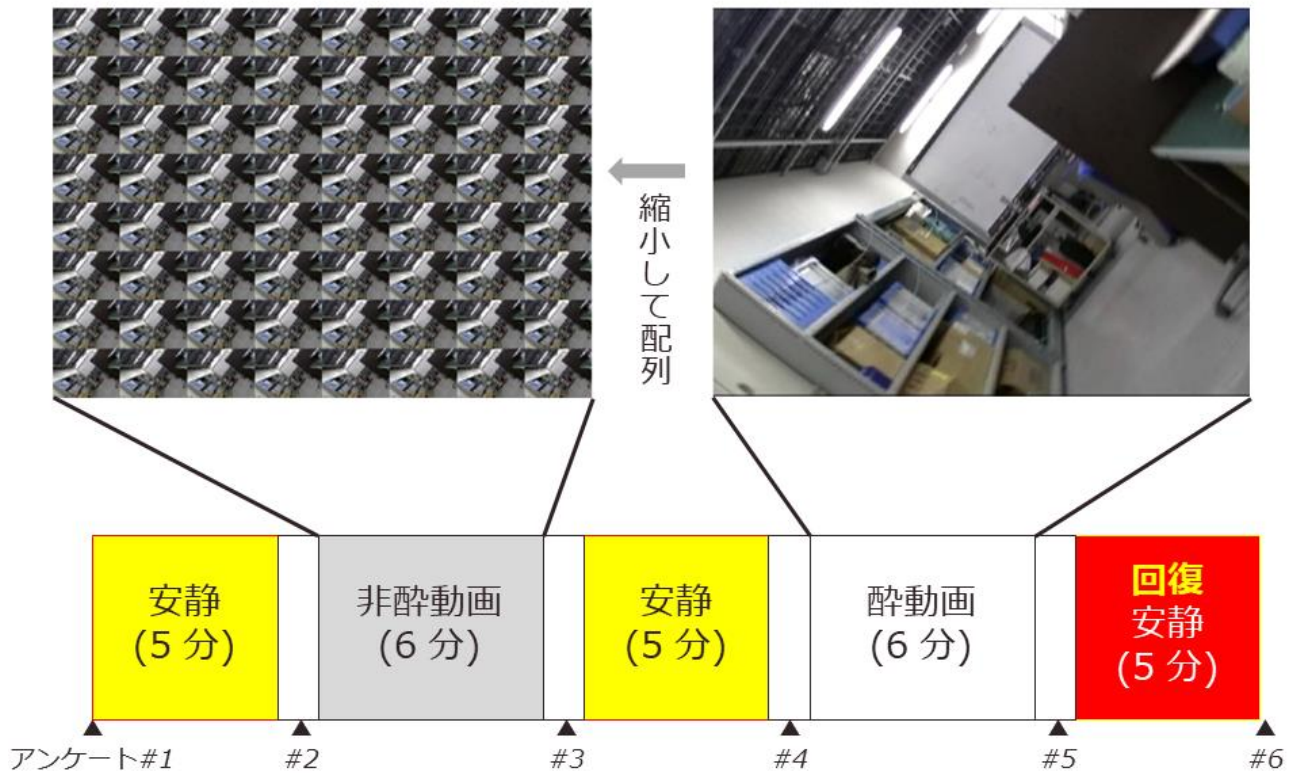 縮小して配列
安静
(5 分)
非酔動画
(6 分)
安静
(5 分)
酔動画
(6 分)
回復
安静
(5 分)
アンケート#1
#2
#3
#4
#5
#6